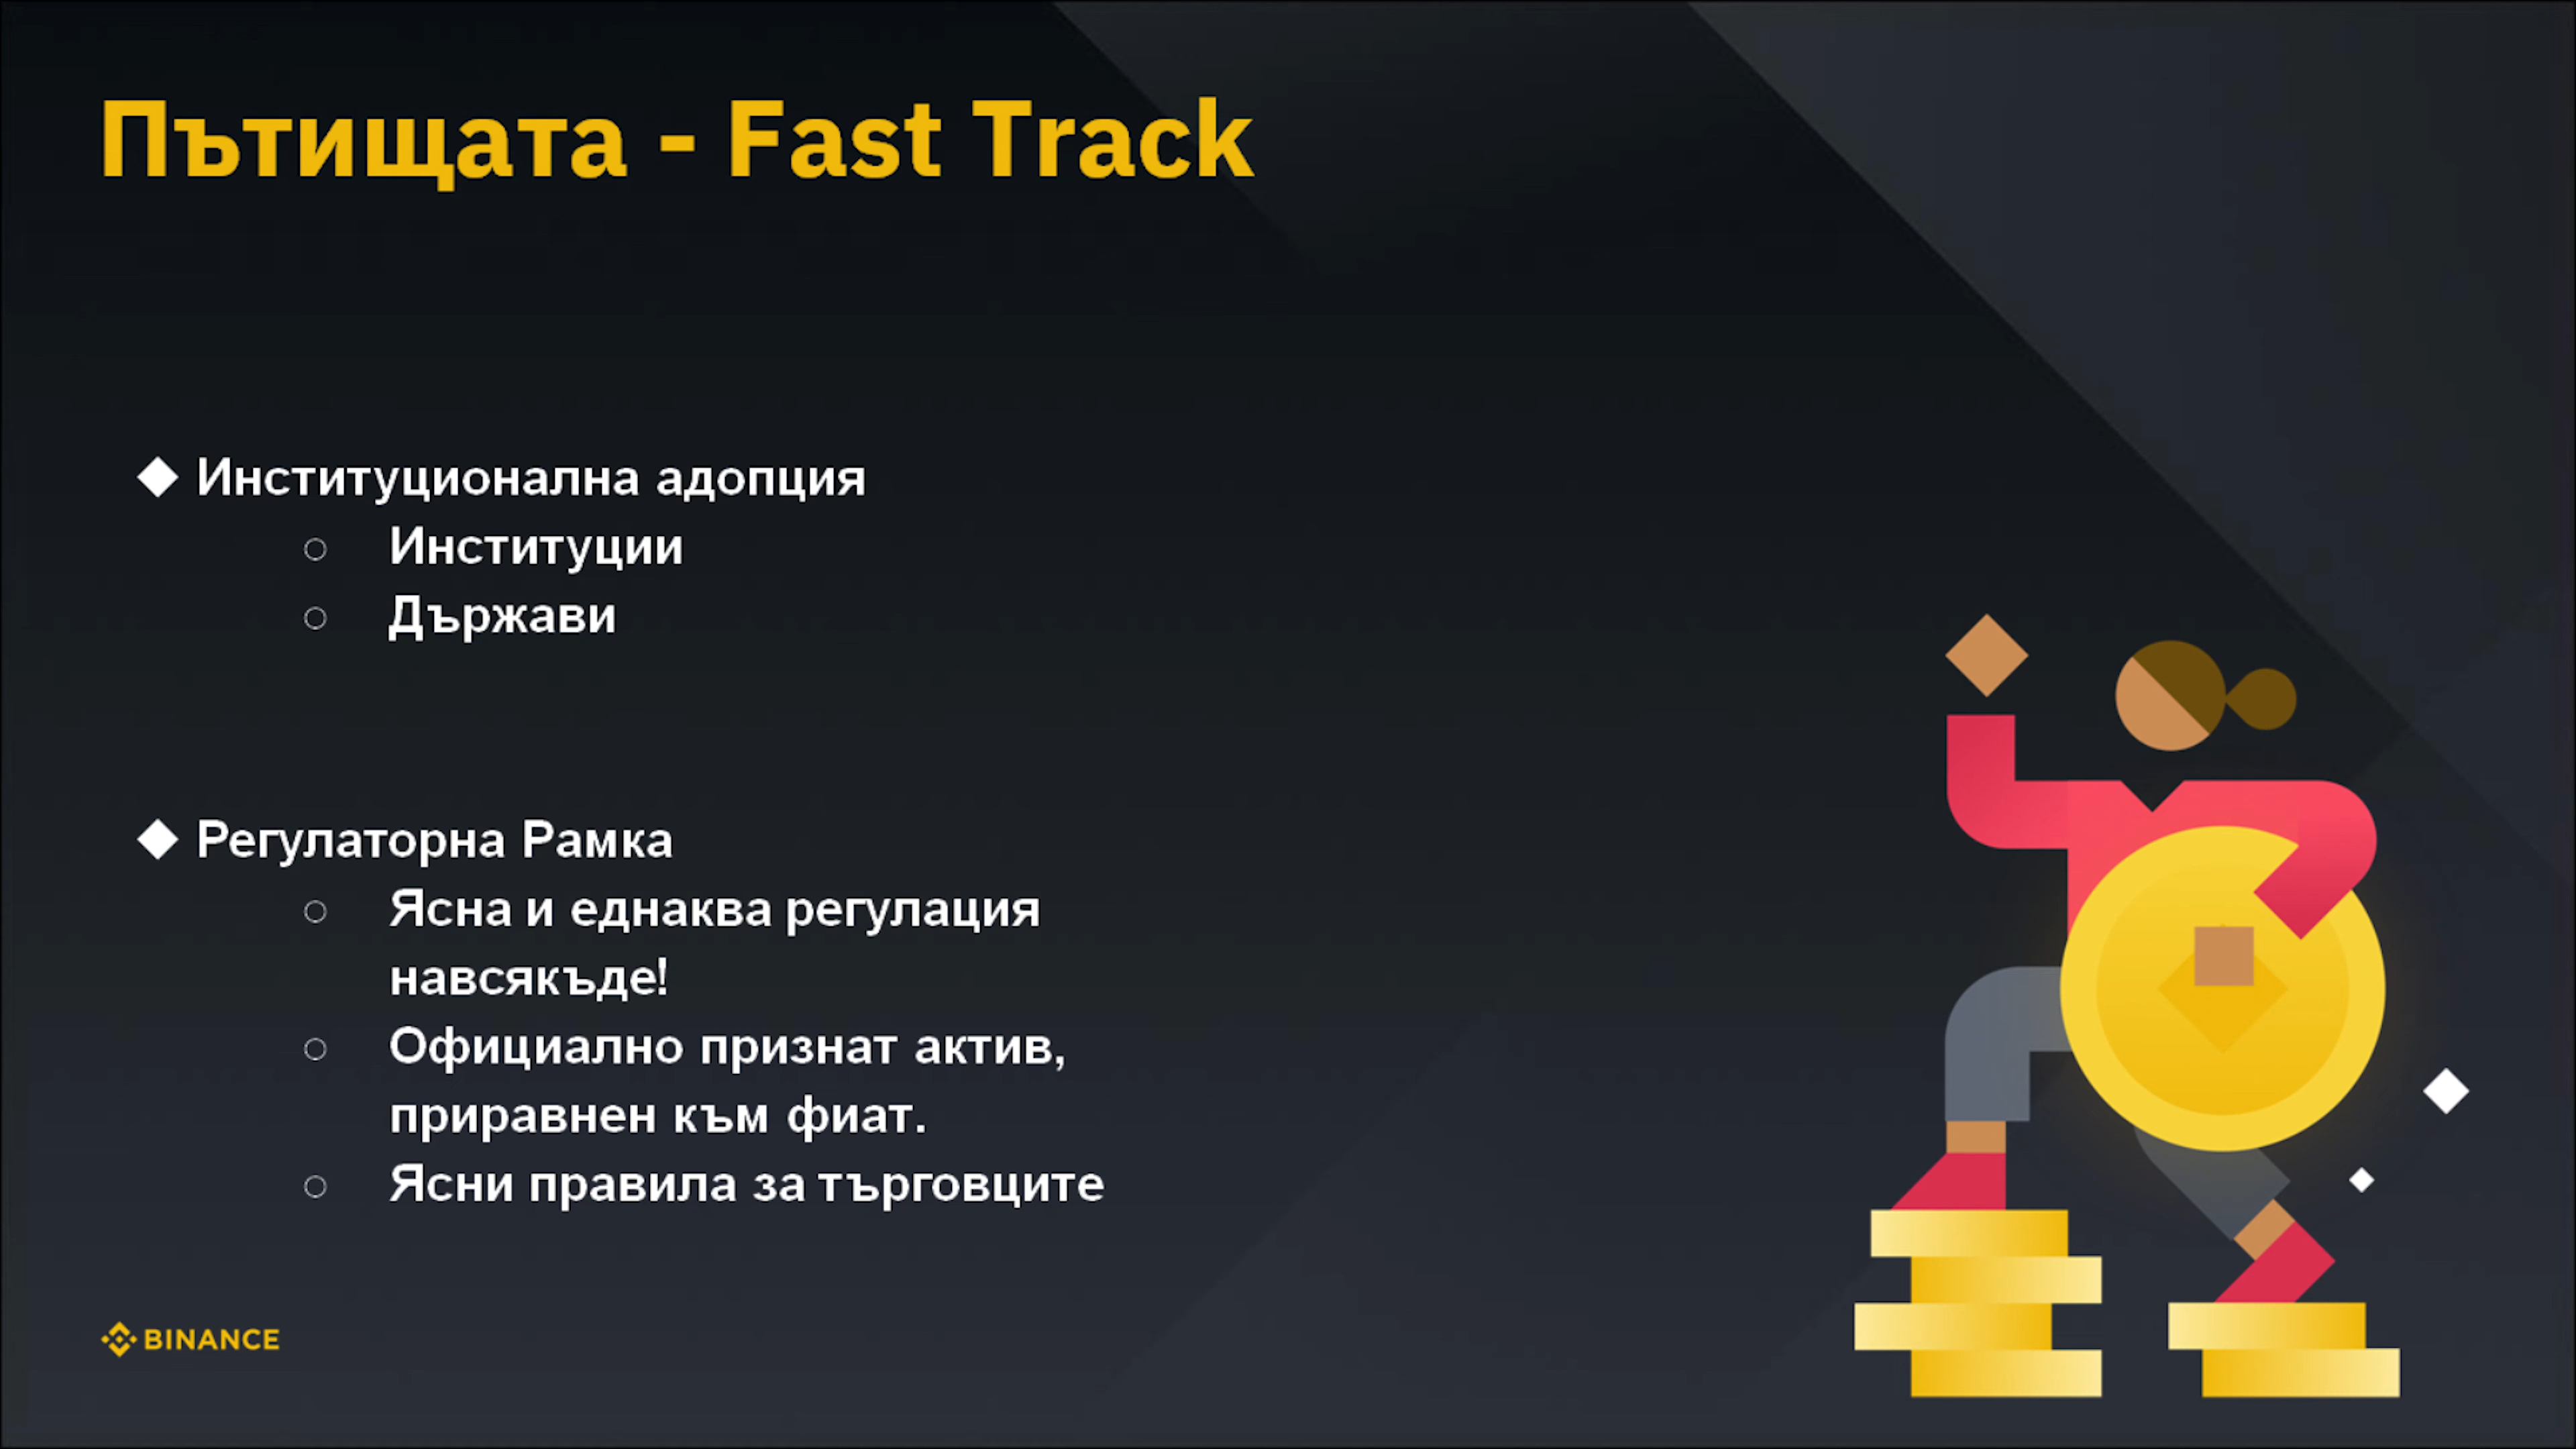 Пътищата - Fast Track
◆ Институционална адопция
○ Институции
○ Държави
◆ Регулаторна Рамка
○ Ясна и еднаква регулация
навсякъде!
○ Официално признат актив,
приравнен към фиат.
○ Ясни правила за търговците
BINANCE